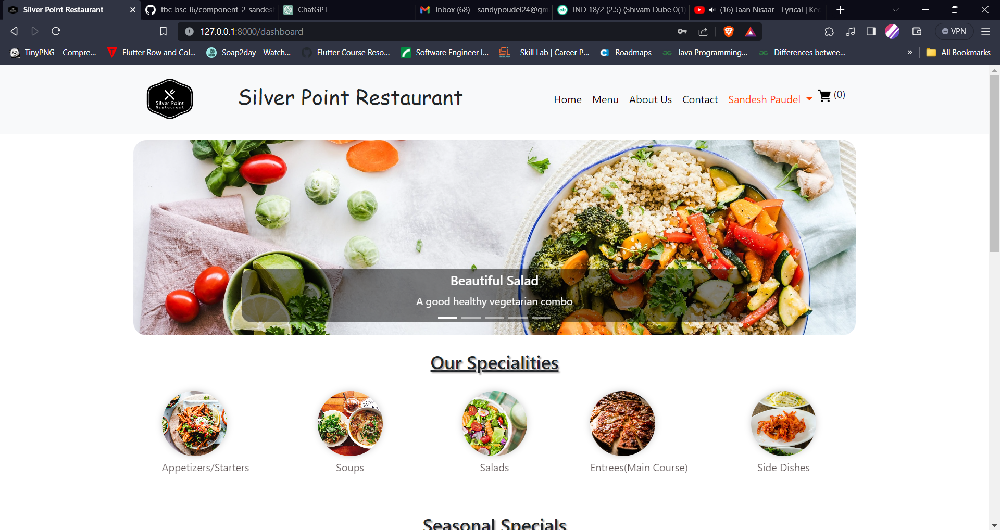 Silver Point Restaurant
tbc-bsc-l6/component-2-sandes
ChatGPT
Inbox (68) - sandypoudel24@gm
IND 18/2 (2.5) (Shivam Dube 0(1)
(16) Jaan Nisaar - Lyrical | Ked
127.0.0.1:8000/dashboard
VPN
TinyPNG – Compre...
Flutter Row and Col...
Soap2day - Watch...
Flutter Course Reso...
Software Engineer I...
- Skill Lab | Career P...
Roadmaps
Java Programming...
Differences betwee...
»
All Bookmarks
Silver Point
Restaurant
Silver Point Restaurant
Home
Menu
About Us
Contact
Sandesh Paudel
(0)
Beautiful Salad
A good healthy vegetarian combo
Our Specialities
Appetizers/Starters
Soups
Salads
Entrees(Main Course)
Side Dishes
Seasonal Specials